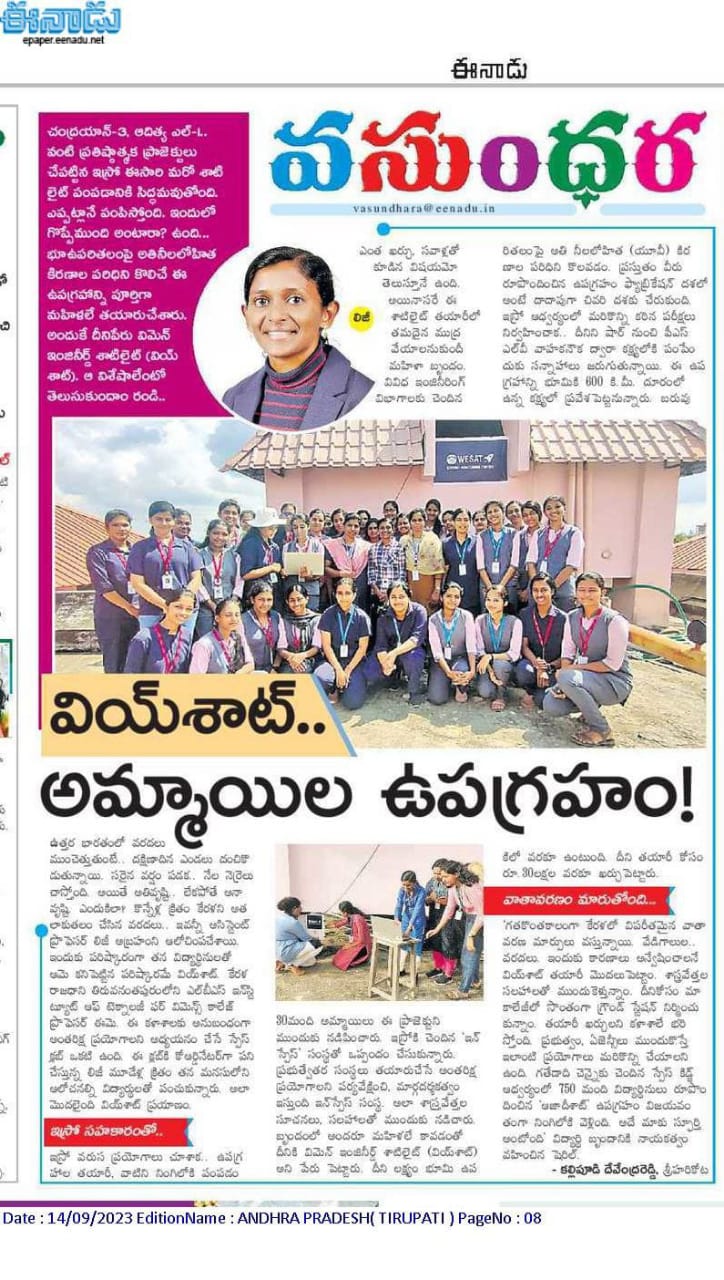 ఈనాడు
epaper.eenadu.net
ఈనాడు
చంద్రయాన్-3, ఆదిత్య ఎల్-1..
వంటి ప్రతిష్ఠాత్మక ప్రాజెక్టులు
చేపట్టిన ఇస్రో ఈసారి మరో శాటి
లైట్ పంపడానికి సిద్ధమవుతోంది.
ఎప్పట్లానే పంపిస్తోంది. ఇందులో
గొప్పేముంది అంటారా? ఉంది...
భూఉపరితలంపై అతినీలలోహిత
కిరణాల పరిధిని కొలిచే ఈ
ఉపగ్రహాన్ని పూర్తిగా
మహిళలే తయారుచేశారు.
అందుకే దీనిపేరు విమెన్
ఇంజినీర్డ్ శాటిలైట్ (వియ్
శాట్). ఆ విశేషాలేంటో
తెలుసుకుందాం రండి..
వసుంధర
vasundhara@eenadu.in
లిజీ
ఎంత ఖర్చు, సవాళ్లతో
కూడిన విషయమో
తెలుస్తూనే ఉంది.
అయినాసరే ఈ
శాటిలైట్ తయారీలో
తమదైన ముద్ర
వేయాలనుకుంది
మహిళా బృందం.
వివిధ ఇంజినీరింగ్
విభాగాలకు చెందిన
రితలంపై అతి నీలలోహిత (యూవీ) కిర
ణాల పరిధిని కొలవడం. ప్రస్తుతం వీరు
రూపొందించిన ఉపగ్రహం ఫ్యాబ్రికేషన్ దశలో
అంటే దాదాపుగా చివరి దశకు చేరుకుంది.
ఇస్రో ఆధ్వర్యంలో మరికొన్ని కఠిన పరీక్షలు
నిర్వహించాక.. దీనిని షార్ నుంచి పీఎస్
ఎల్‌వీ వాహకనౌక ద్వారా కక్ష్యలోకి పంపేం
దుకు సన్నాహాలు జరుగుతున్నాయి. ఈ ఉప
గ్రహాన్ని భూమికి 600 కి.మీ. దూరంలో
ఉన్న కక్ష్యలో ప్రవేశపెట్టనున్నారు. బరువు
WESAT
వియ్‌శాట్..
అమ్మాయిల ఉపగ్రహం!
ఉత్తర భారతంలో వరదలు
ముంచెత్తుతుంటే.. దక్షిణాదిన ఎండలు దంచికొ
డుతున్నాయి. సరైన వర్షం పడక.. నేల నెర్రెలు
చాస్తోంది. అయితే అతివృష్టి.. లేకపోతే అనా
వృష్టి. ఎందుకిలా? కొన్నేళ్ల క్రితం కేరళని అత
లాకుతలం చేసిన వరదలు.. ఇవన్నీ అసిస్టెంట్
ప్రొఫెసర్ లిజీ అబ్రహంని ఆలోచింపచేశాయి.
ఇందుకు పరిష్కారంగా తన విద్యార్థినులతో
ఆమె కనిపెట్టిన పరిష్కారమే వియ్‌శాట్. కేరళ
రాజధాని తిరువనంతపురంలోని ఎల్‌బీఎస్ ఇన్‌స్టి
ట్యూట్ ఆఫ్ టెక్నాలజీ ఫర్ విమెన్స్ కాలేజ్
ప్రొఫెసర్ ఈమె. ఈ కళాశాలకు అనుబంధంగా
అంతరిక్ష ప్రయోగాలని అధ్యయనం చేసే స్పేస్
క్లబ్ ఒకటి ఉంది. ఈ క్లబ్‌కి కోఆర్డినేటర్‌గా పని
చేస్తున్న లిజీ మూడేళ్ల క్రితం తన మనసులోని
ఆలోచనల్ని విద్యార్థులతో పంచుకున్నారు. అలా
మొదలైంది వియ్‌శాట్ ప్రయాణం.
ఇస్రో సహకారంతో..
ఇస్రో వరుస ప్రయోగాలు చూశాక.. ఉపగ్ర
హాల తయారీ, వాటిని నింగిలోకి పంపడం
30మంది అమ్మాయిలు ఈ ప్రాజెక్టుని
ముందుకు నడిపించారు. ఇస్రోకి చెందిన 'ఇన్
స్పేస్' సంస్థతో ఒప్పందం చేసుకున్నారు.
ప్రభుత్వేతర సంస్థలు తయారుచేసే అంతరిక్ష
ప్రయోగాలని పర్యవేక్షించి, మార్గదర్శకత్వం
ఇస్తుంది ఇన్‌స్పేస్ సంస్థ. అలా శాస్త్రవేత్తల
సూచనలు, సలహాలతో ముందుకు నడిచారు.
బృందంలో అందరూ మహిళలే కావడంతో
దీనికి విమెన్ ఇంజినీర్డ్ శాటిలైట్ (వియ్‌శాట్)
అని పేరు పెట్టారు. దీని లక్ష్యం భూమి ఉప
కిలో వరకూ ఉంటుంది. దీని తయారీ కోసం
రూ.30లక్షల వరకూ ఖర్చుపెట్టారు.
వాతావరణం మారుతోంది...
'గతకొంతకాలంగా కేరళలో విపరీతమైన వాతా
వరణ మార్పులు వస్తున్నాయి. వేడిగాలుల..
వరదలు. ఇందుకు కారణాలు అన్వేషించాలనే
వియ్‌శాట్ తయారీ మొదలుపెట్టాం. శాస్త్రవేత్తల
సలహాలతో ముందుకెళ్తున్నాం. దీనికోసం మా
కాలేజీలో సొంతంగా గ్రౌండ్ స్టేషన్ నిర్మించు
కున్నాం. తయారీ ఖర్చులని కళాశాలే భరి
స్తోంది. ప్రభుత్వం, ఏజెన్సీలు ముందుకొస్తే
ఇలాంటి ప్రయోగాలు మరికొన్ని చేయాలని
ఉంది. గతేడాది చెన్నైకు చెందిన స్పేస్ కిడ్జ్
ఆధ్వర్యంలో 750 మంది విద్యార్థినులు రూపొం
దించిన 'ఆజాదీశాట్' ఉపగ్రహం విజయవం
తంగా నింగిలోకి వెళ్లింది. అదే మాకు స్ఫూర్తి
అంటోంది' విద్యార్థి బృందానికి నాయకత్వం
వహించిన షెరిల్.
- కల్లిపూడి దేవేంద్రరెడ్డి, శ్రీహరికోట
Date : 14/09/2023 EditionName : ANDHRA PRADESH( TIRUPATI ) PageNo : 08